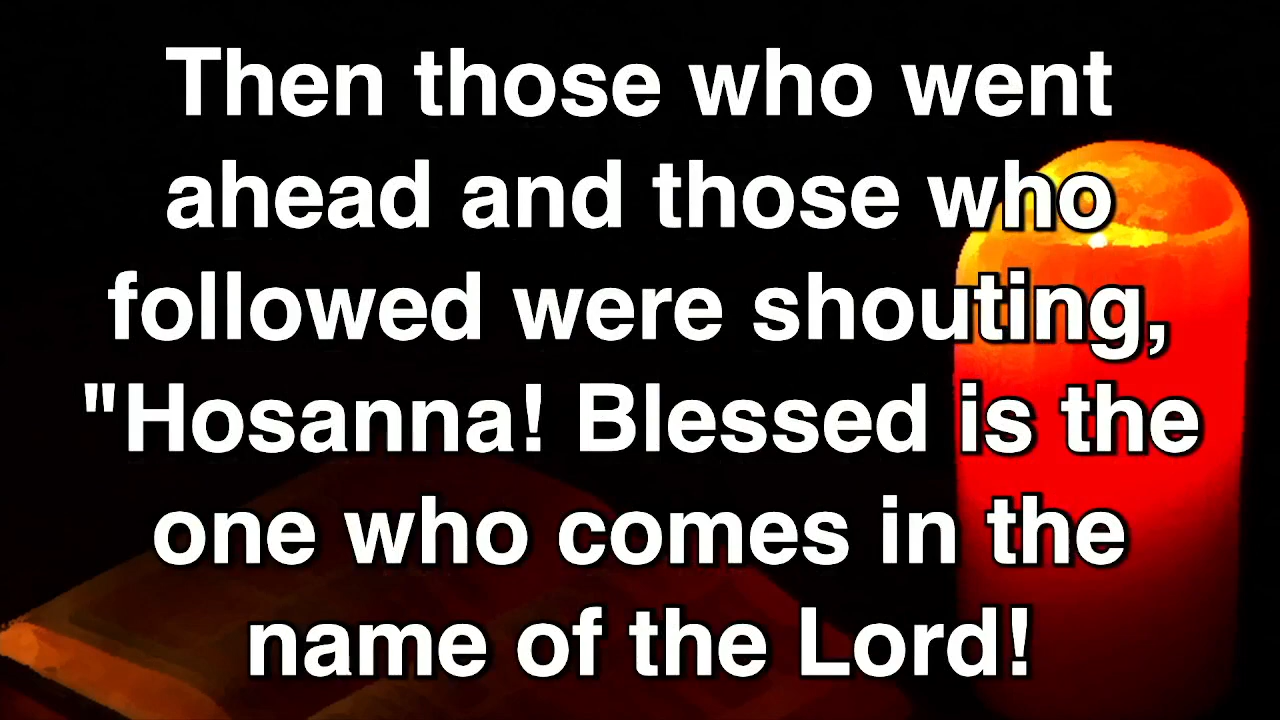 Then those who went
ahead and those who
followed were shouting,
"Hosanna! Blessed is the
one who comes in the
name of the Lord!